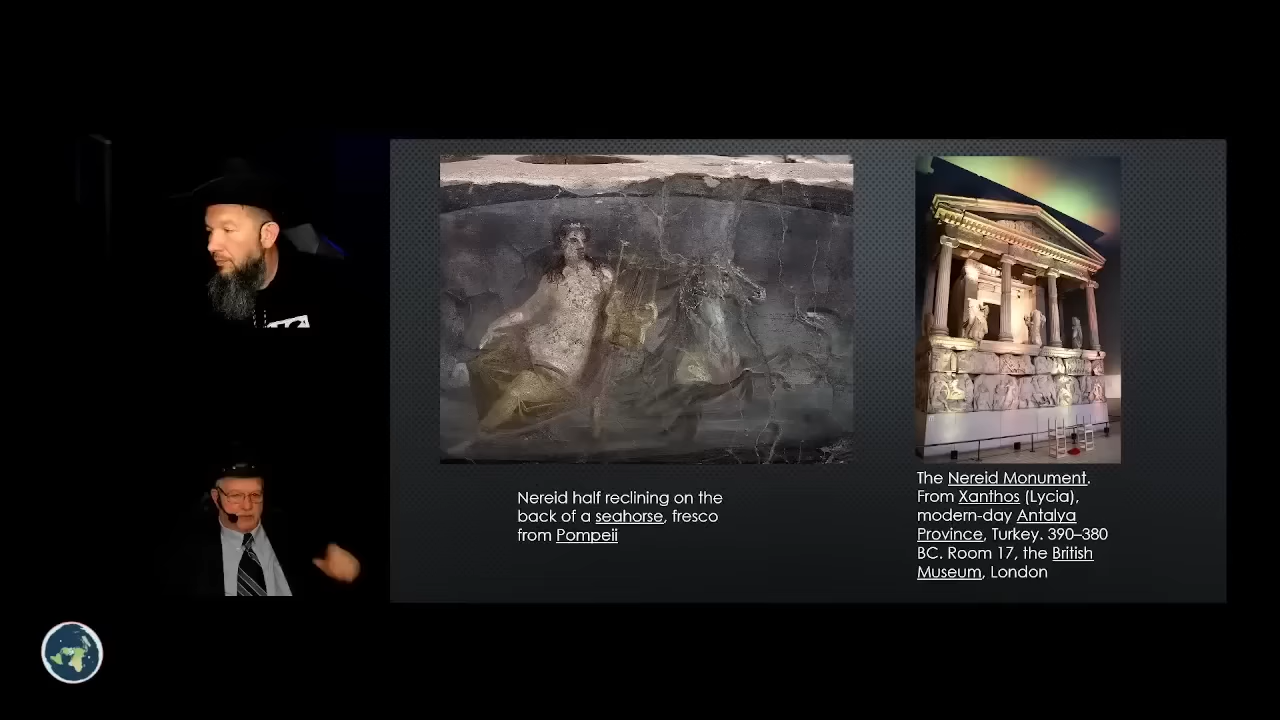 Nereid half reclining on the
back of a seahorse, fresco
from Pompeii
The Nereid Monument.
From Xanthos (Lycia),
modern-day Antalya
Province, Turkey. 390–380
BC. Room 17, the British
Museum, London